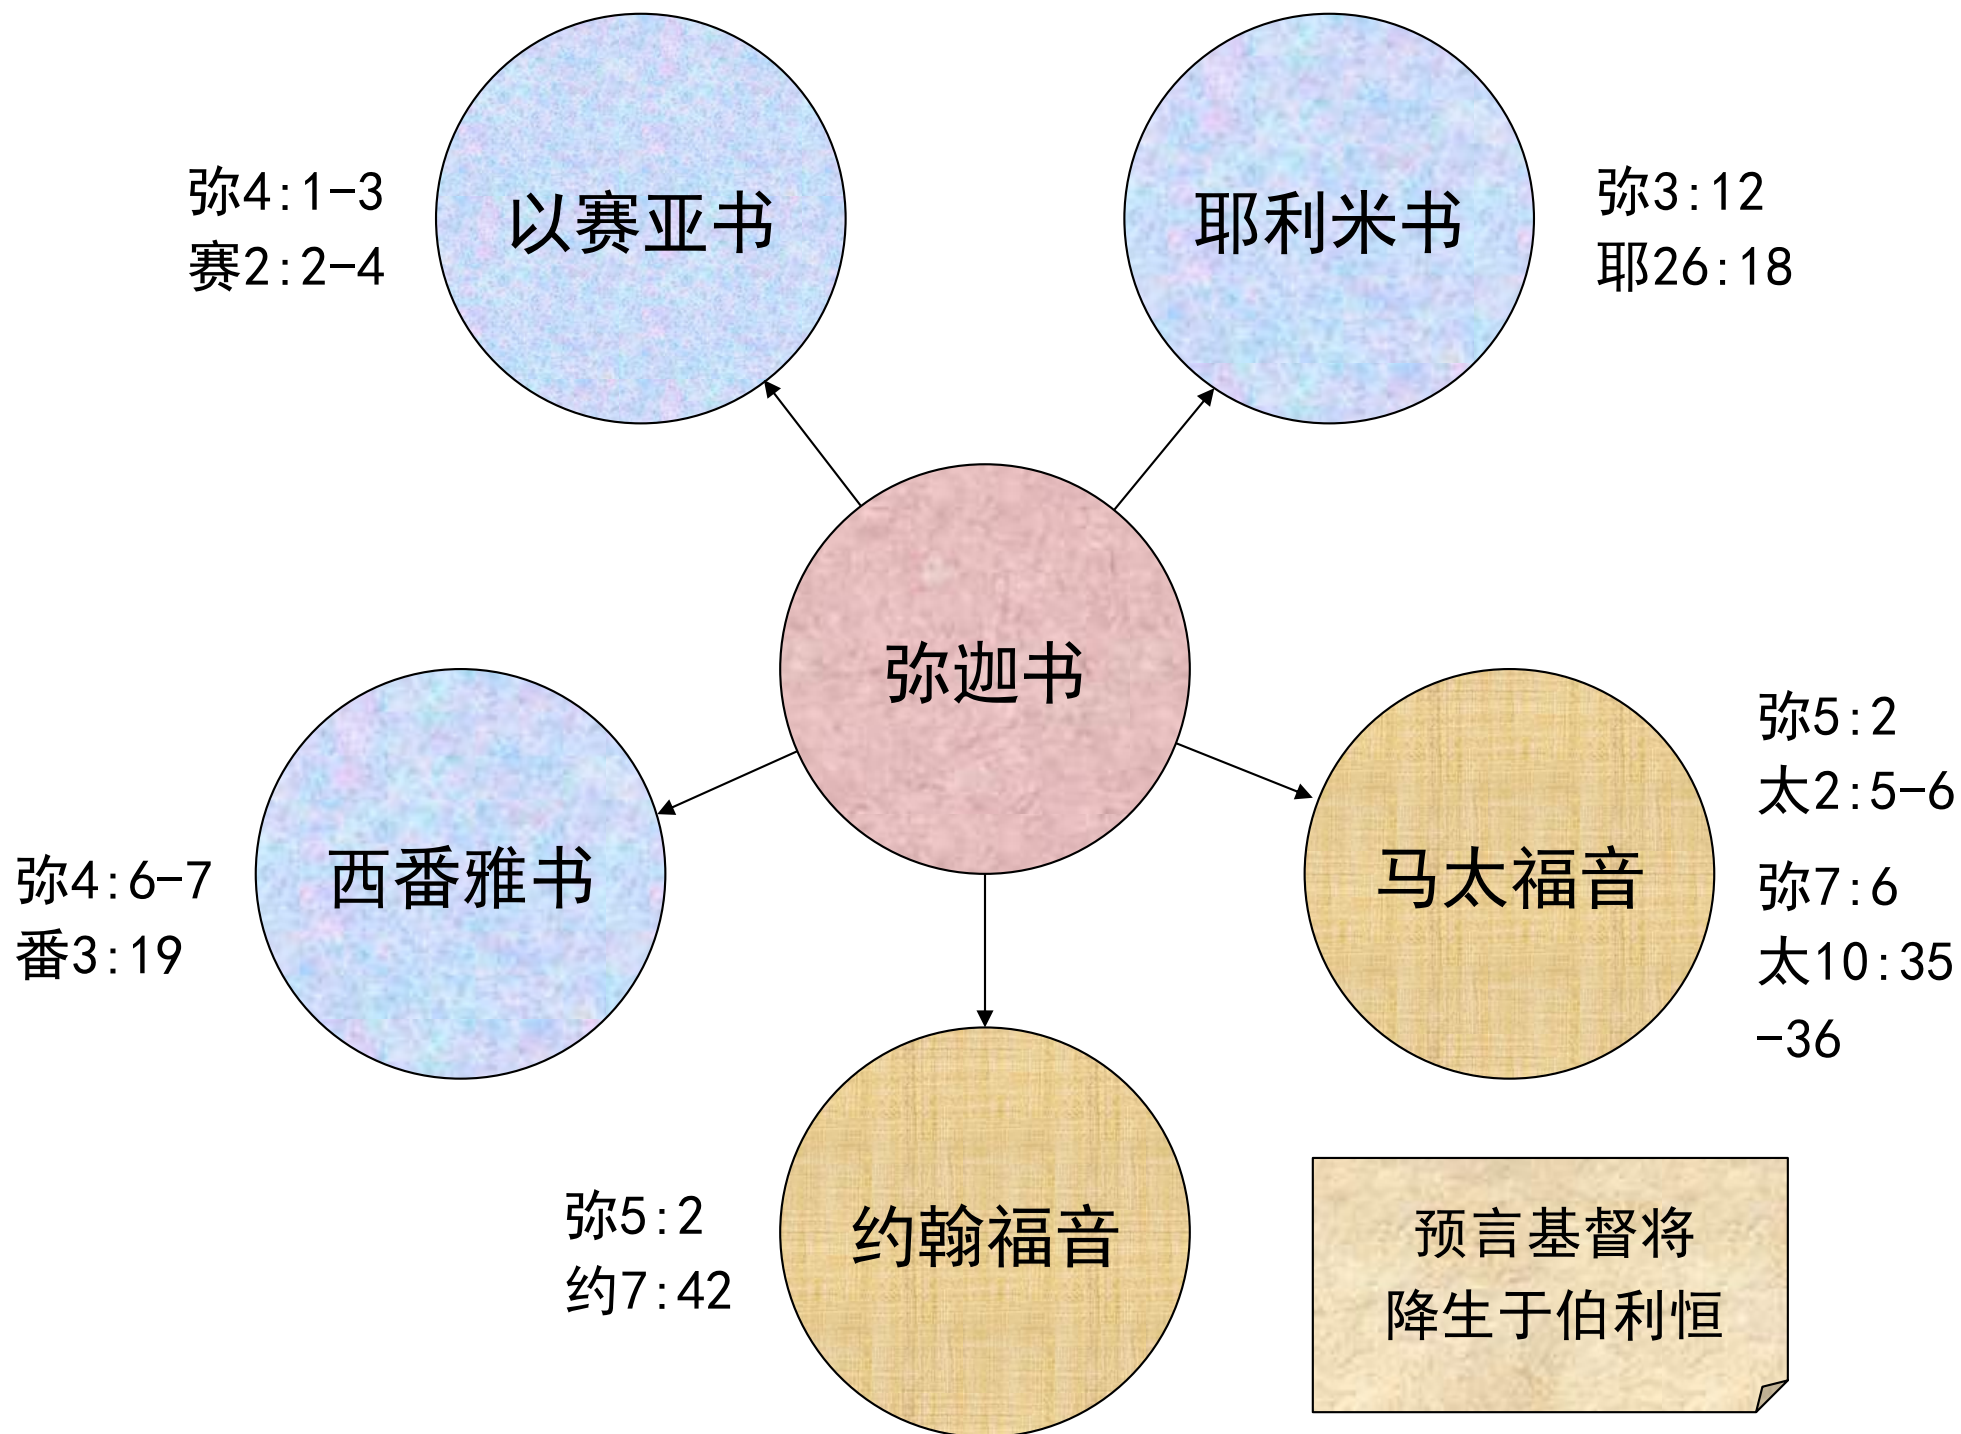 弥4:1-3
赛2:2-4
以赛亚书
耶利米书
弥3:12
耶26:18
弥迦书
弥4:6-7
番3:19
西番雅书
马太福音
弥5:2
太2:5-6
弥7:6
太10:35
-36
弥5:2
约7:42
约翰福音
预言基督将
降生于伯利恒